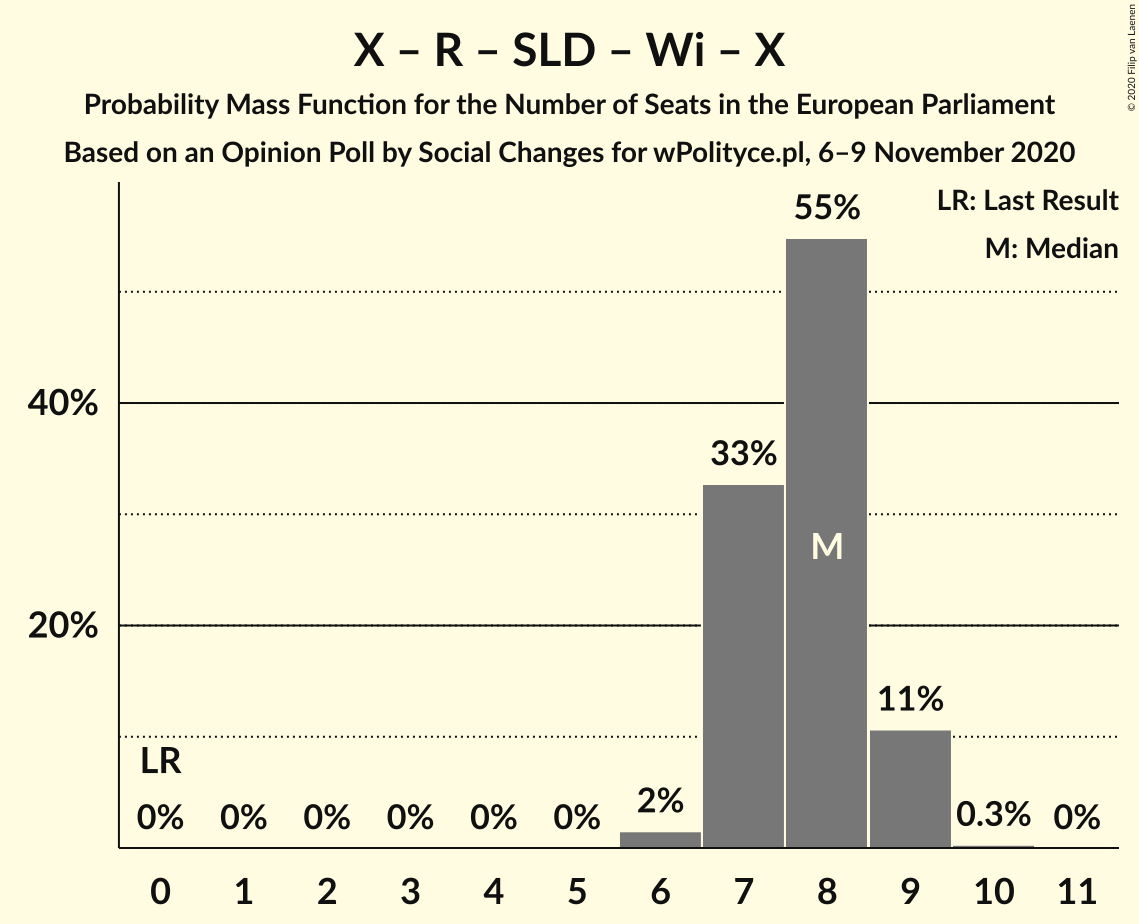 X – R – SLD – Wi – X
Probability Mass Function for the Number of Seats in the European Parliament
Based on an Opinion Poll by Social Changes for wPolityce.pl, 6–9 November 2020
© 2020 Filip van Laenen
LR: Last Result
M: Median
55%
40%
33%
M
20%
11%
LR
0% 0% 0% 0% 0% 0% 2% 0.3% 0%
0 1 2 3 4 5 6 7 8 9 10 11